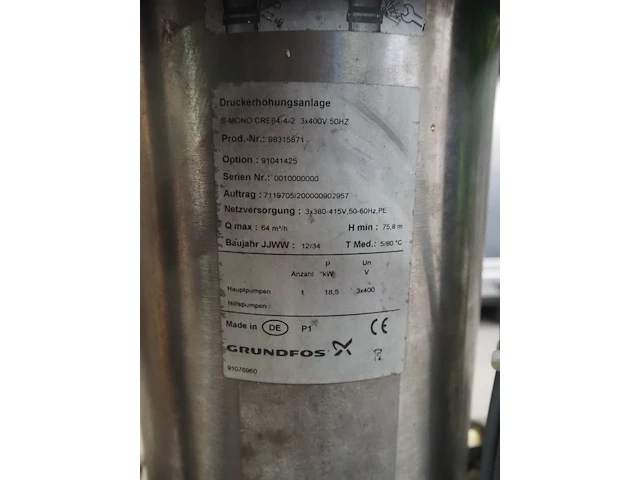 Druckerhöhungsanlage
S-MONO CRE64-4-2 3x400V 50HZ
Prod.-Nr.: 98315871
Option : 91041425
Serien Nr.: 0010000000
Auftrag : 7119705/200000902957
Netzversorgung : 3x380-415V,50-60Hz,PE
Q max : 64 m³/h H min : 75,8 m
Baujahr JJWW : 12/34 T Med.: 5/60 °C
P Un
Anzahl kW V
Hauptpumpen 1 18,5 3x400
Hilfspumpen:
Made in DE P1 CE
GRUNDFOS
91076960